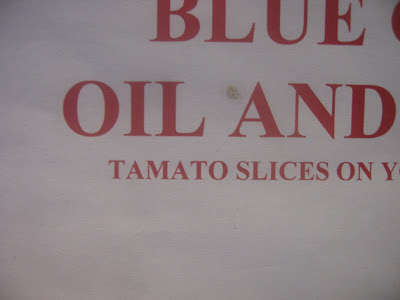 BLUE
OIL AND
TAMATO SLICES ON